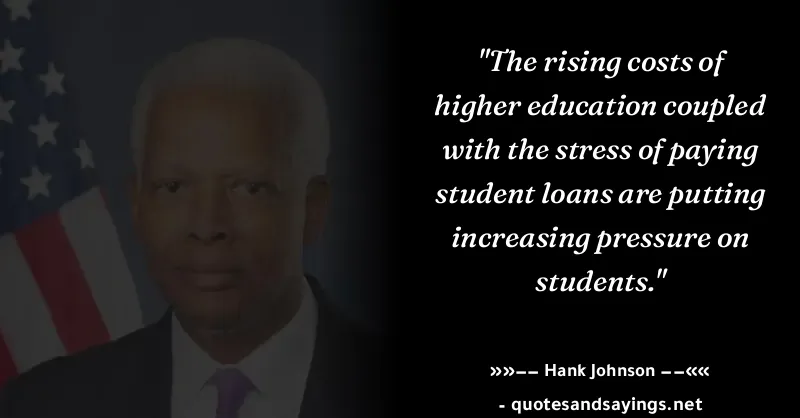 "The rising costs of
higher education coupled
with the stress of paying
student loans are putting
increasing pressure on
students."
»»-- Hank Johnson --««
- quotesandsayings.net